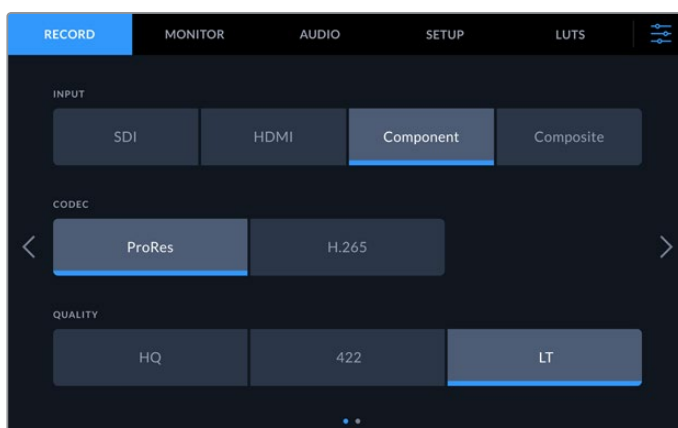 RECORD MONITOR AUDIO SETUP LUTS
INPUT
SDI HDMI Component Composite
CODEC
ProRes H.265
QUALITY
HQ 422 LT